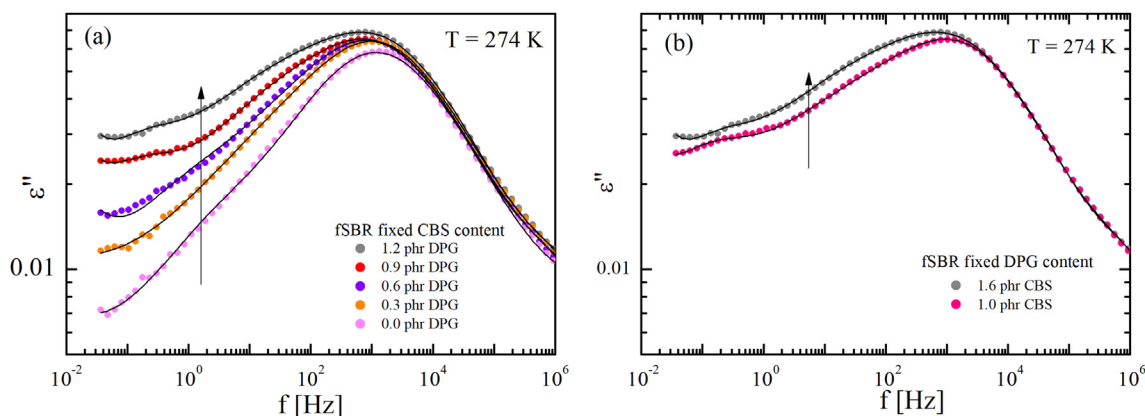 (a)
T = 274 K
ε"
0.01
fSBR fixed CBS content
1.2 phr DPG
0.9 phr DPG
0.6 phr DPG
0.3 phr DPG
0.0 phr DPG
10⁻² 10⁰ 10² 10⁴ 10⁶
f [Hz]
(b)
T = 274 K
fSBR fixed DPG content
1.6 phr CBS
1.0 phr CBS
10⁻² 10⁰ 10² 10⁴ 10⁶
f [Hz]